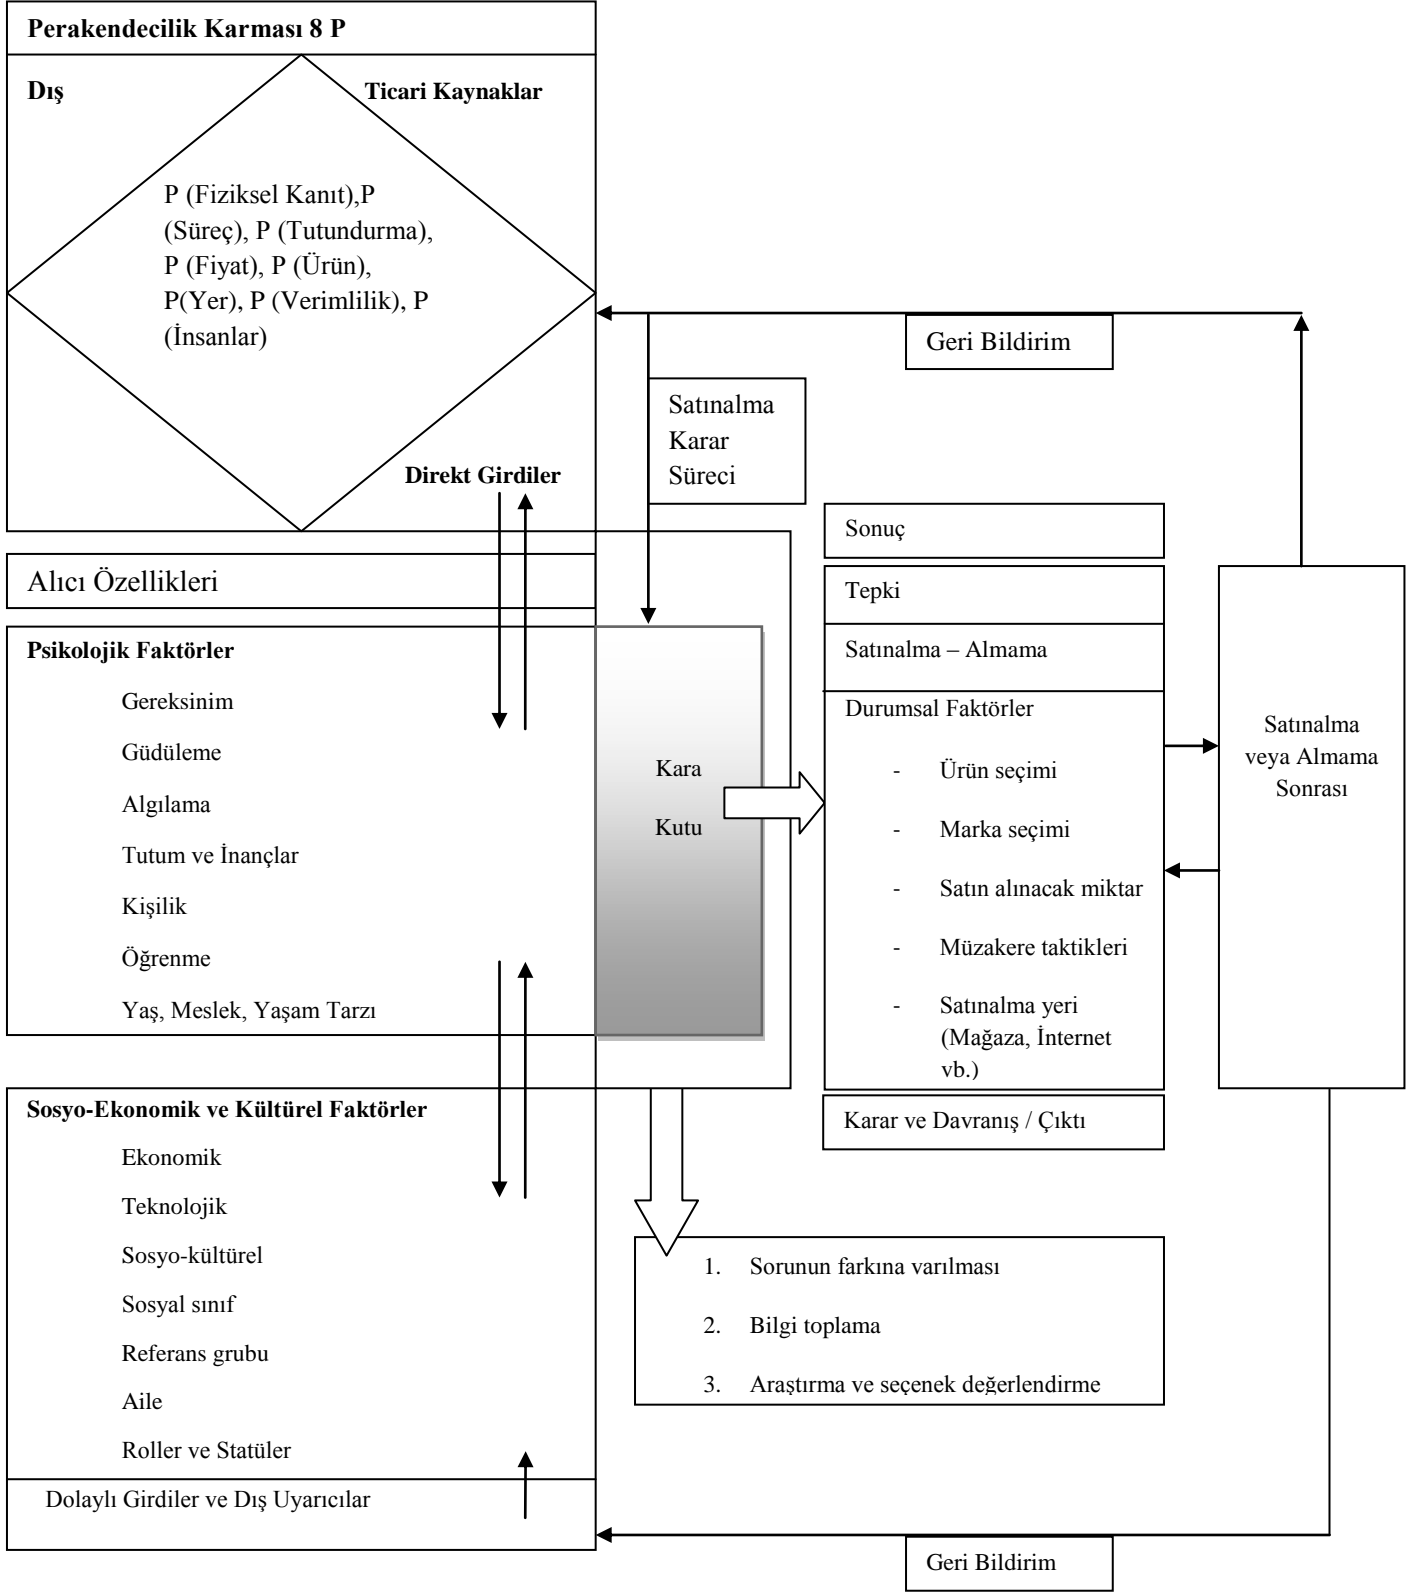 Perakendecilik Karması 8 P
Dış
Ticari Kaynaklar
P (Fiziksel Kanıt),P
(Süreç), P (Tutundurma),
P (Fiyat), P (Ürün),
P(Yer), P (Verimlilik), P
(İnsanlar)
Direkt Girdiler
Geri Bildirim
Satınalma
Karar
Süreci
Alıcı Özellikleri
Psikolojik Faktörler
Gereksinim
Güdüleme
Algılama
Tutum ve İnançlar
Kişilik
Öğrenme
Yaş, Meslek, Yaşam Tarzı
Kara
Kutu
Sonuç
Tepki
Satınalma – Almama
Durumsal Faktörler
- Ürün seçimi
- Marka seçimi
- Satın alınacak miktar
- Müzakere taktikleri
- Satınalma yeri
(Mağaza, İnternet
vb.)
Karar ve Davranış / Çıktı
Satınalma
veya Almama
Sonrası
Sosyo-Ekonomik ve Kültürel Faktörler
Ekonomik
Teknolojik
Sosyo-kültürel
Sosyal sınıf
Referans grubu
Aile
Roller ve Statüler
Dolaylı Girdiler ve Dış Uyarıcılar
1. Sorunun farkına varılması
2. Bilgi toplama
3. Araştırma ve seçenek değerlendirme
Geri Bildirim